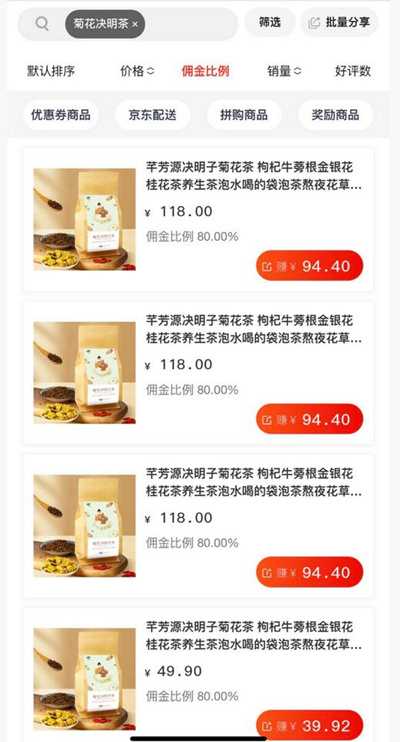 菊花决明茶 ×
筛选
批量分享
默认排序
价格
佣金比例
销量
好评数
优惠券商品
京东配送
拼购商品
奖励商品
芊芳源决明子菊花茶 枸杞牛蒡根金银花
桂花茶养生茶泡水喝的袋泡茶熬夜花草...
¥ 118.00
佣金比例 80.00%
赚 ¥ 94.40
芊芳源决明子菊花茶 枸杞牛蒡根金银花
桂花茶养生茶泡水喝的袋泡茶熬夜花草...
¥ 118.00
佣金比例 80.00%
赚 ¥ 94.40
芊芳源决明子菊花茶 枸杞牛蒡根金银花
桂花茶养生茶泡水喝的袋泡茶熬夜花草...
¥ 118.00
佣金比例 80.00%
赚 ¥ 94.40
芊芳源决明子菊花茶 枸杞牛蒡根金银花
桂花茶养生茶泡水喝的袋泡茶熬夜花草...
¥ 49.90
佣金比例 80.00%
赚 ¥ 39.92